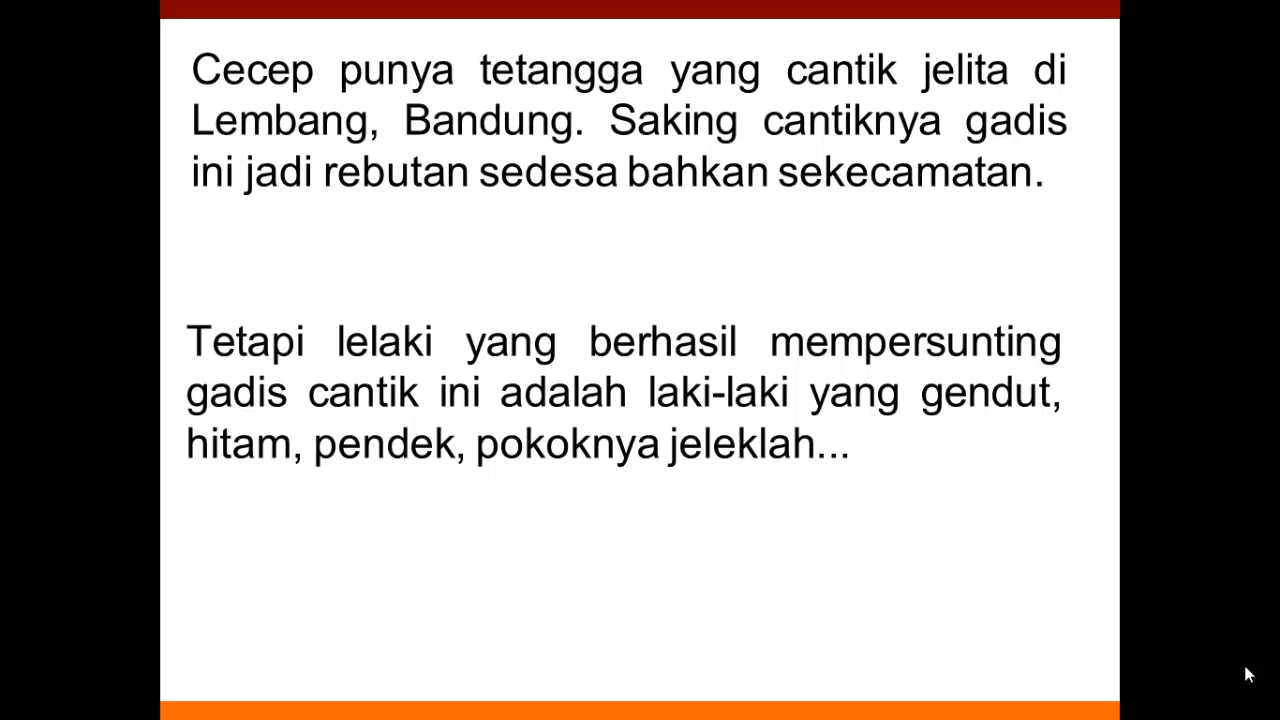 Cecep punya tetangga yang cantik jelita di
Lembang, Bandung. Saking cantiknya gadis
ini jadi rebutan sedesa bahkan sekecamatan.
Tetapi lelaki yang berhasil mempersunting
gadis cantik ini adalah laki-laki yang gendut,
hitam, pendek, pokoknya jeleklah...